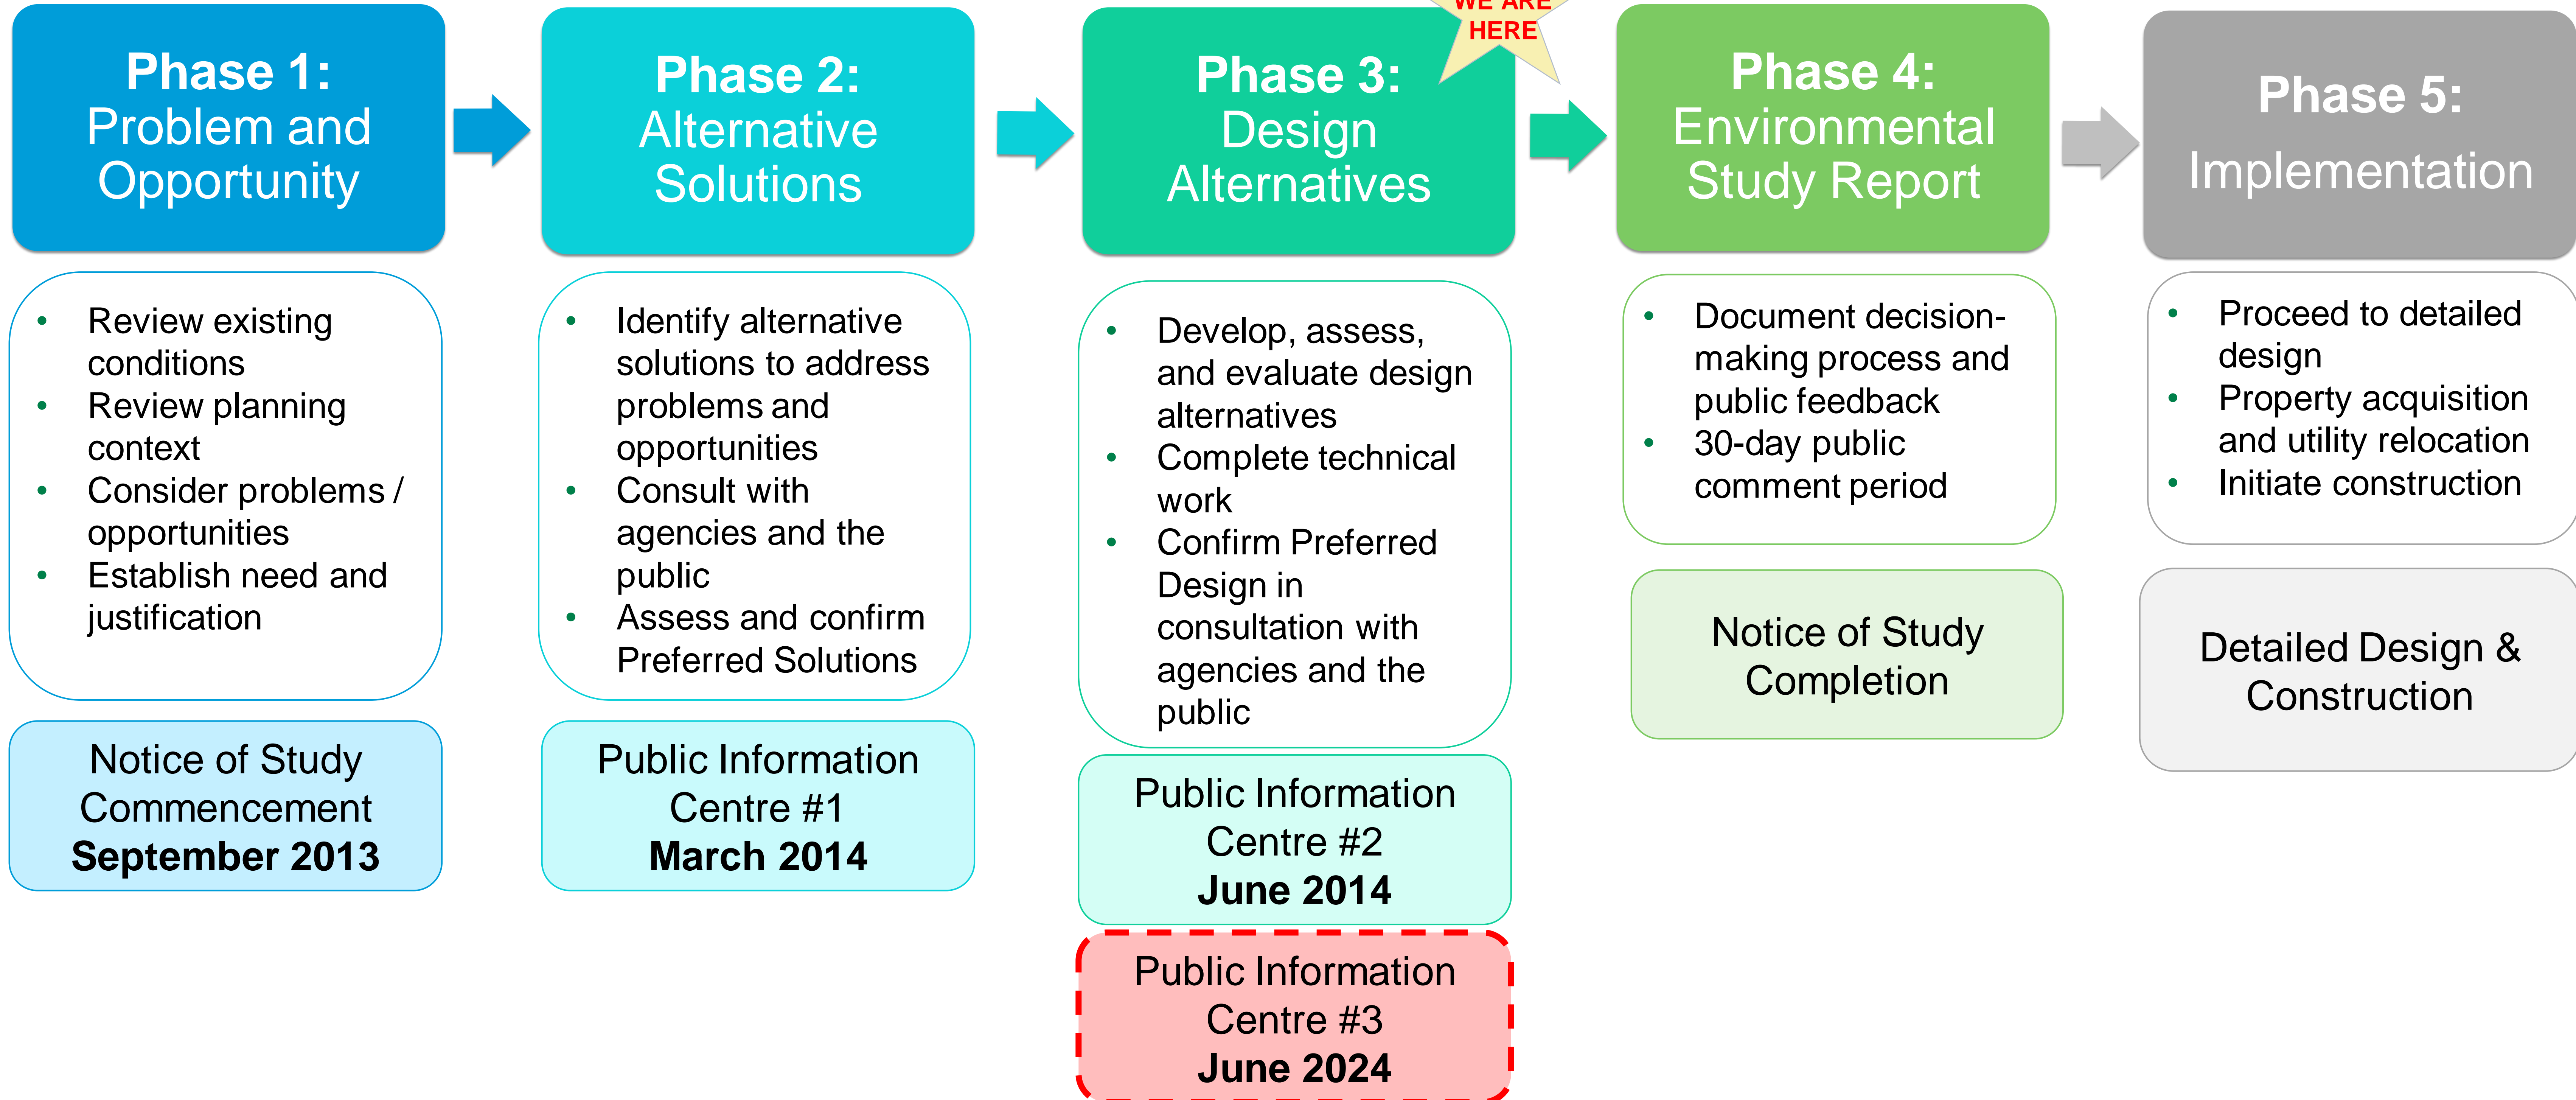 Phase 1:
Problem and
Opportunity
• Review existing
conditions
• Review planning
context
• Consider problems /
opportunities
• Establish need and
justification
Notice of Study
Commencement
September 2013
Phase 2:
Alternative
Solutions
• Identify alternative
solutions to address
problems and
opportunities
• Consult with
agencies and the
public
• Assess and confirm
Preferred Solutions
Public Information
Centre #1
March 2014
WE ARE
HERE
Phase 3:
Design
Alternatives
• Develop, assess,
and evaluate design
alternatives
• Complete technical
work
• Confirm Preferred
Design in
consultation with
agencies and the
public
Public Information
Centre #2
June 2014
Public Information
Centre #3
June 2024
Phase 4:
Environmental
Study Report
• Document decision-
making process and
public feedback
• 30-day public
comment period
Notice of Study
Completion
Phase 5:
Implementation
• Proceed to detailed
design
• Property acquisition
and utility relocation
• Initiate construction
Detailed Design &
Construction